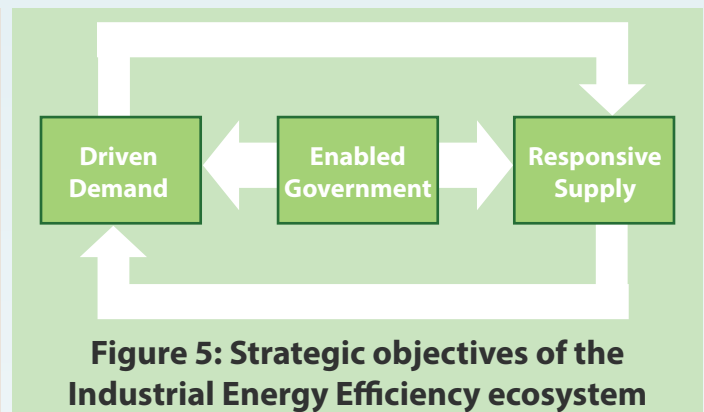 Driven
Demand
Enabled
Government
Responsive
Supply
Figure 5: Strategic objectives of the
Industrial Energy Efficiency ecosystem